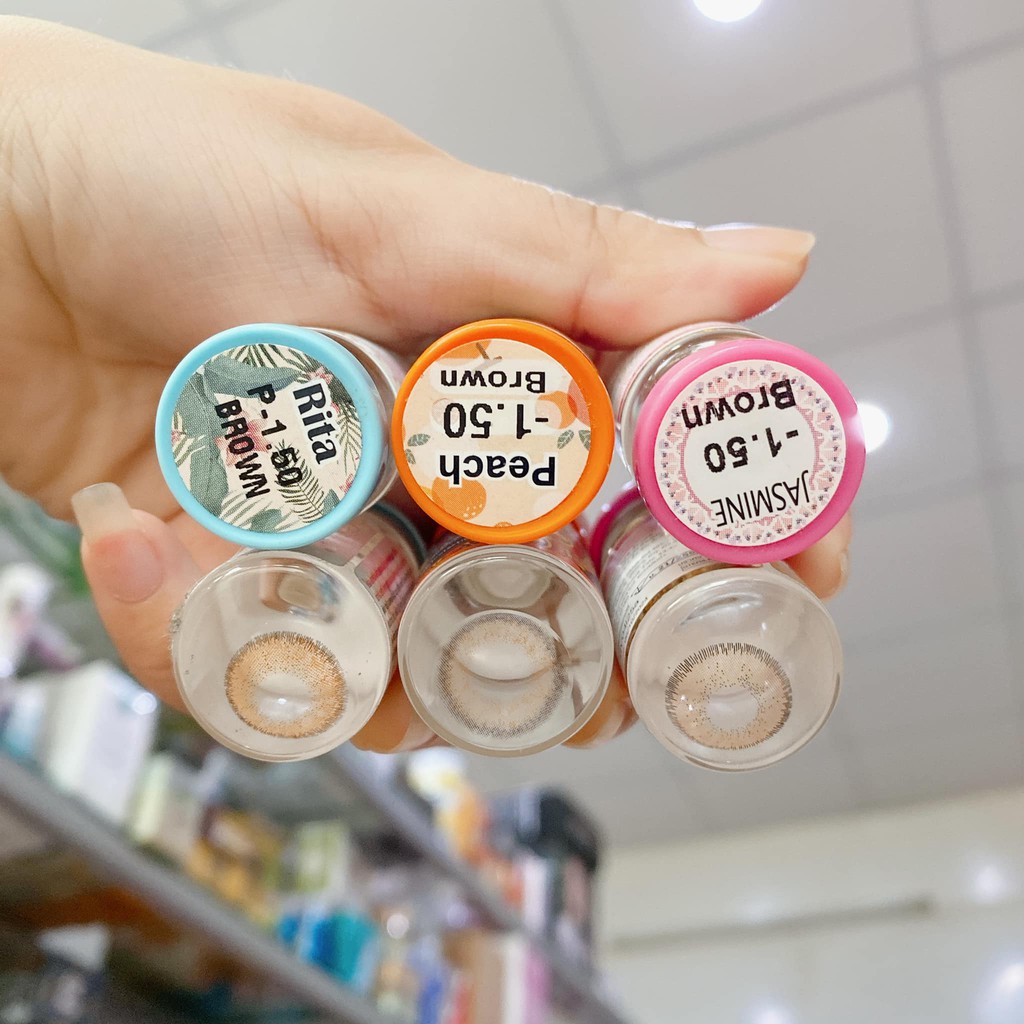 Rita
P-1.50
BROWN
Peach
-1.50
Brown
JASMINE
-1.50
Brown